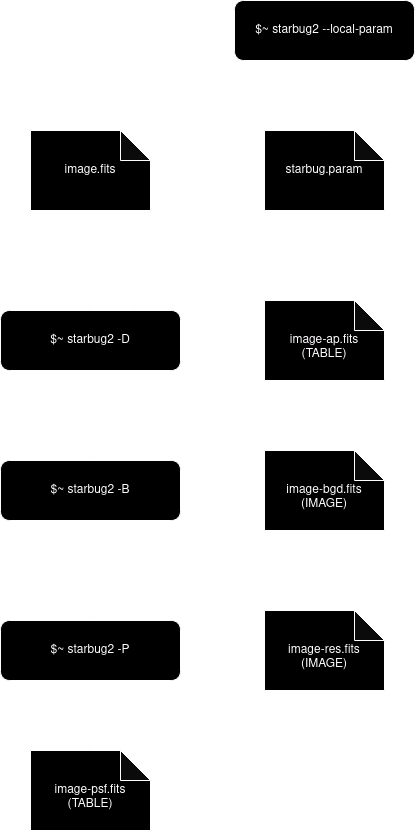 $~ starbug2 --local-param
image.fits
starbug.param
$~ starbug2 -D
image-ap.fits
(TABLE)
$~ starbug2 -B
image-bgd.fits
(IMAGE)
$~ starbug2 -P
image-res.fits
(IMAGE)
image-psf.fits
(TABLE)